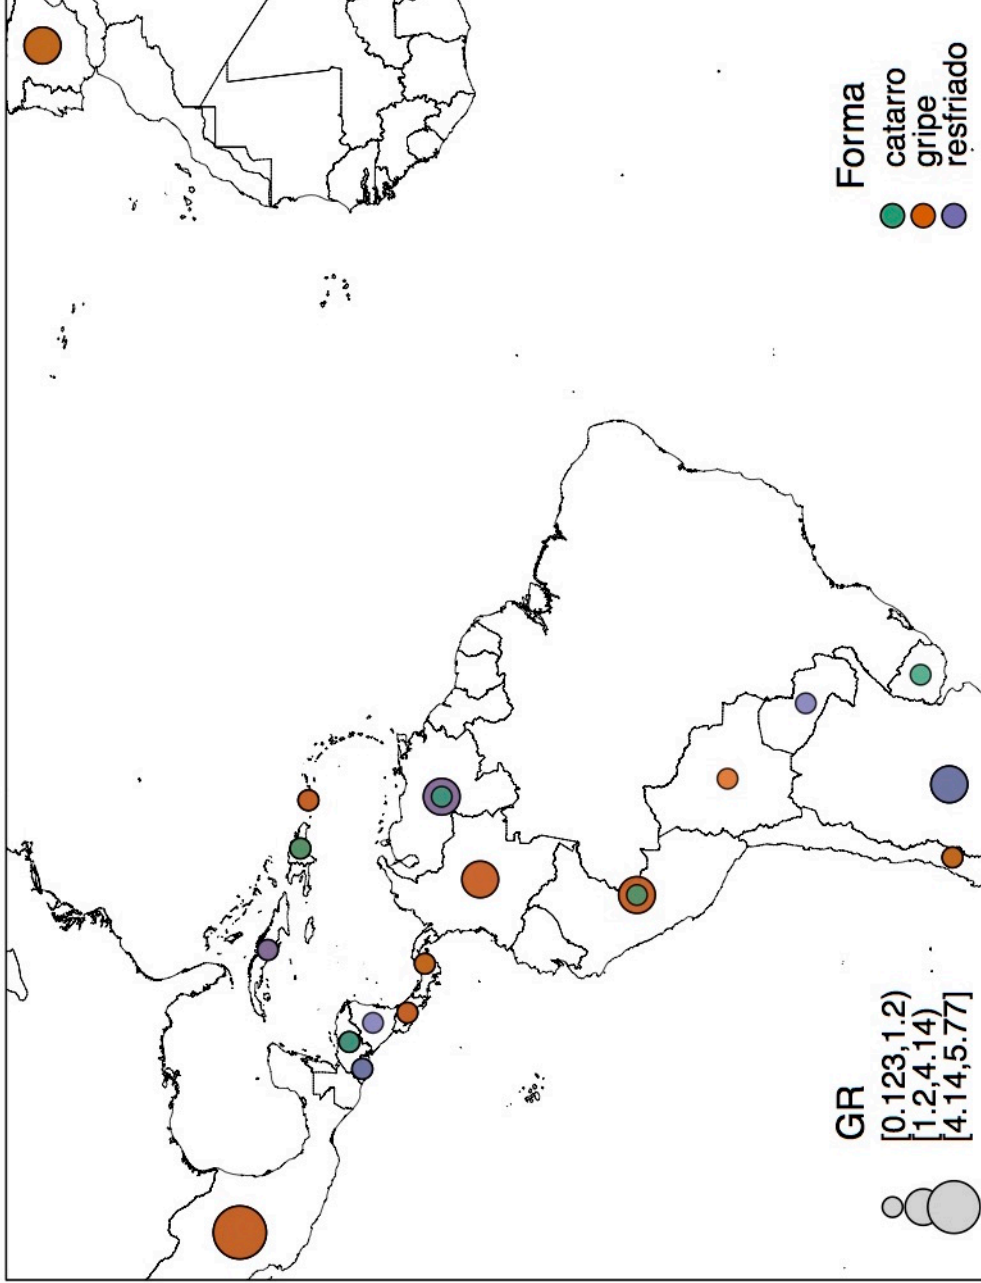 GR
[0.123,1.2)
[1.2,4.14)
[4.14,5.77]
Forma
catarro
gripe
resfriado